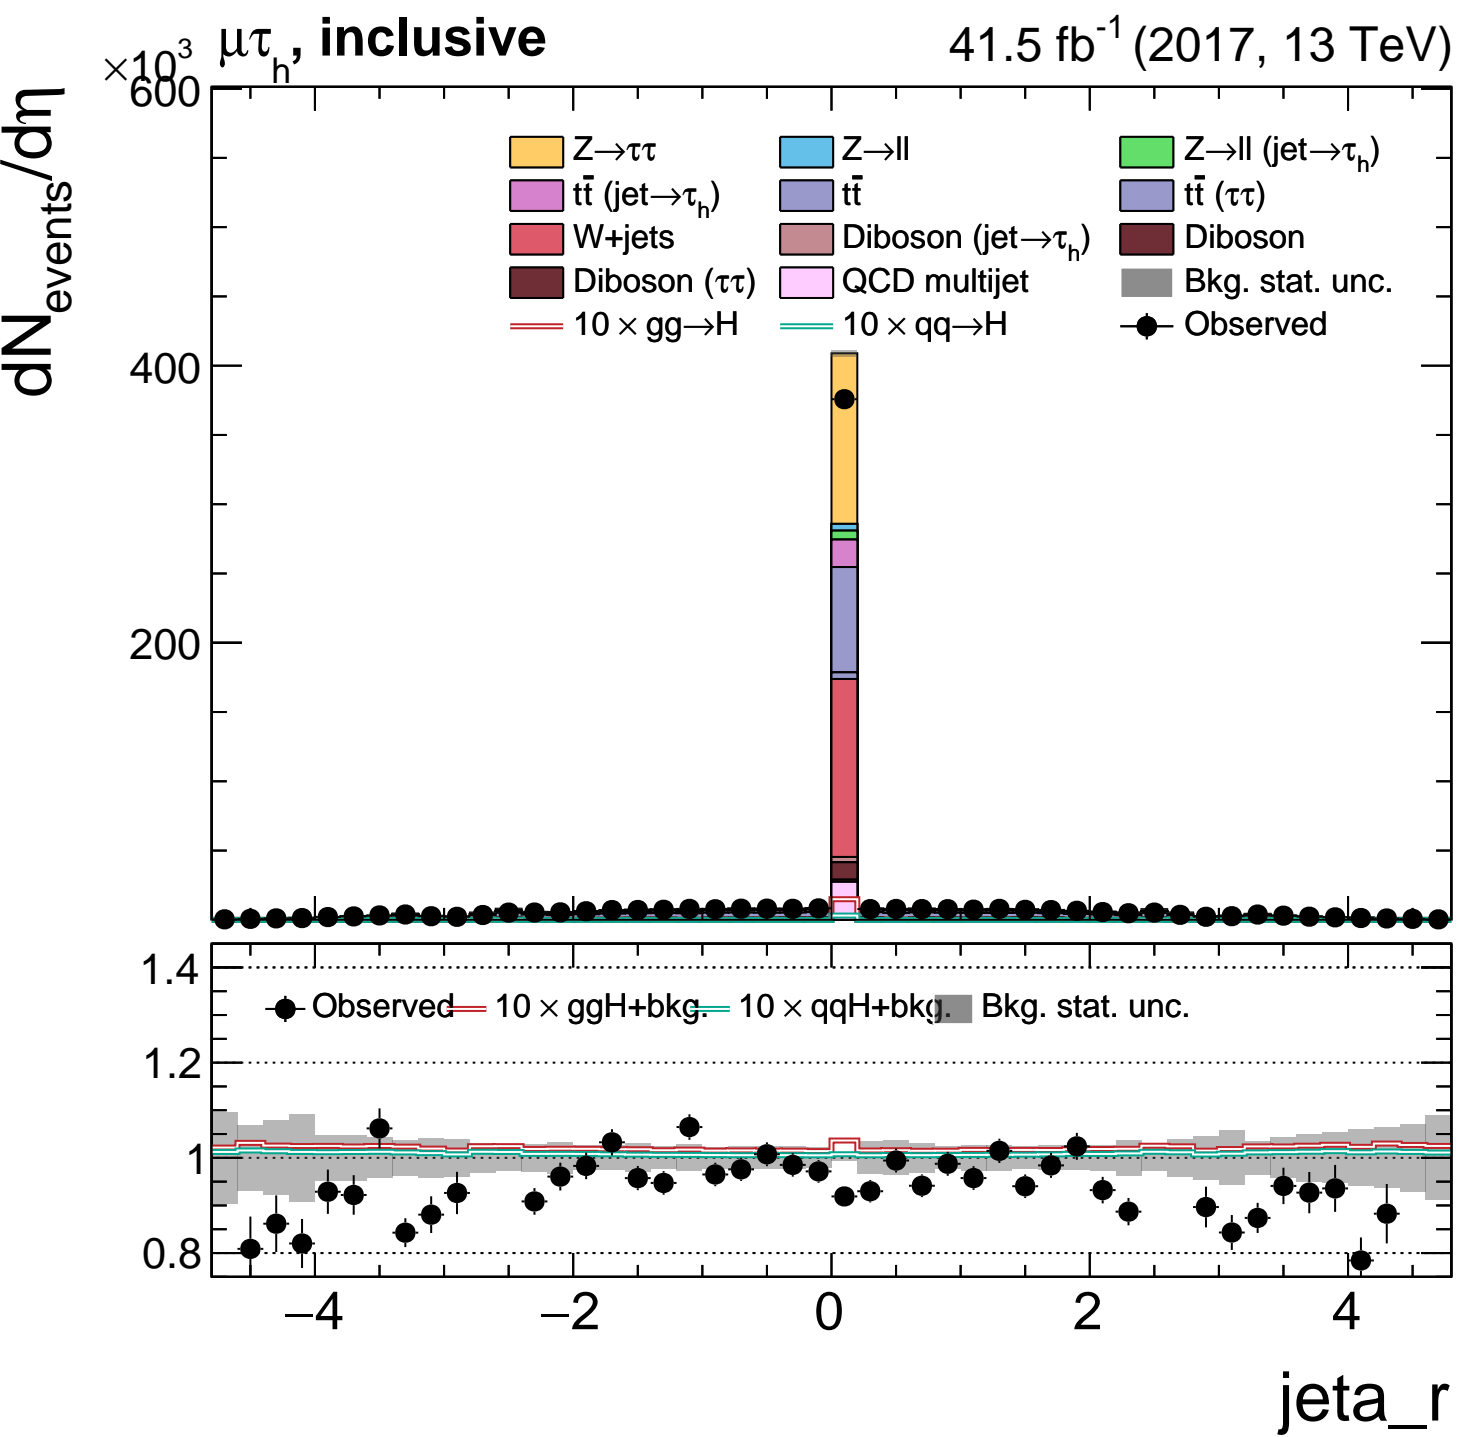 ×10³ μτₕ, inclusive 41.5 fb⁻¹ (2017, 13 TeV)
dN_events/dη
600
400
200
Z→ττ Z→ll Z→ll (jet→τₕ)
tt̄ (jet→τₕ) tt̄ tt̄ (ττ)
W+jets Diboson (jet→τₕ) Diboson
Diboson (ττ) QCD multijet Bkg. stat. unc.
10 × gg→H 10 × qq→H Observed
1.4
Observed 10 × ggH+bkg. 10 × qqH+bkg. Bkg. stat. unc.
1.2
1
0.8
−4 −2 0 2 4
jeta_r